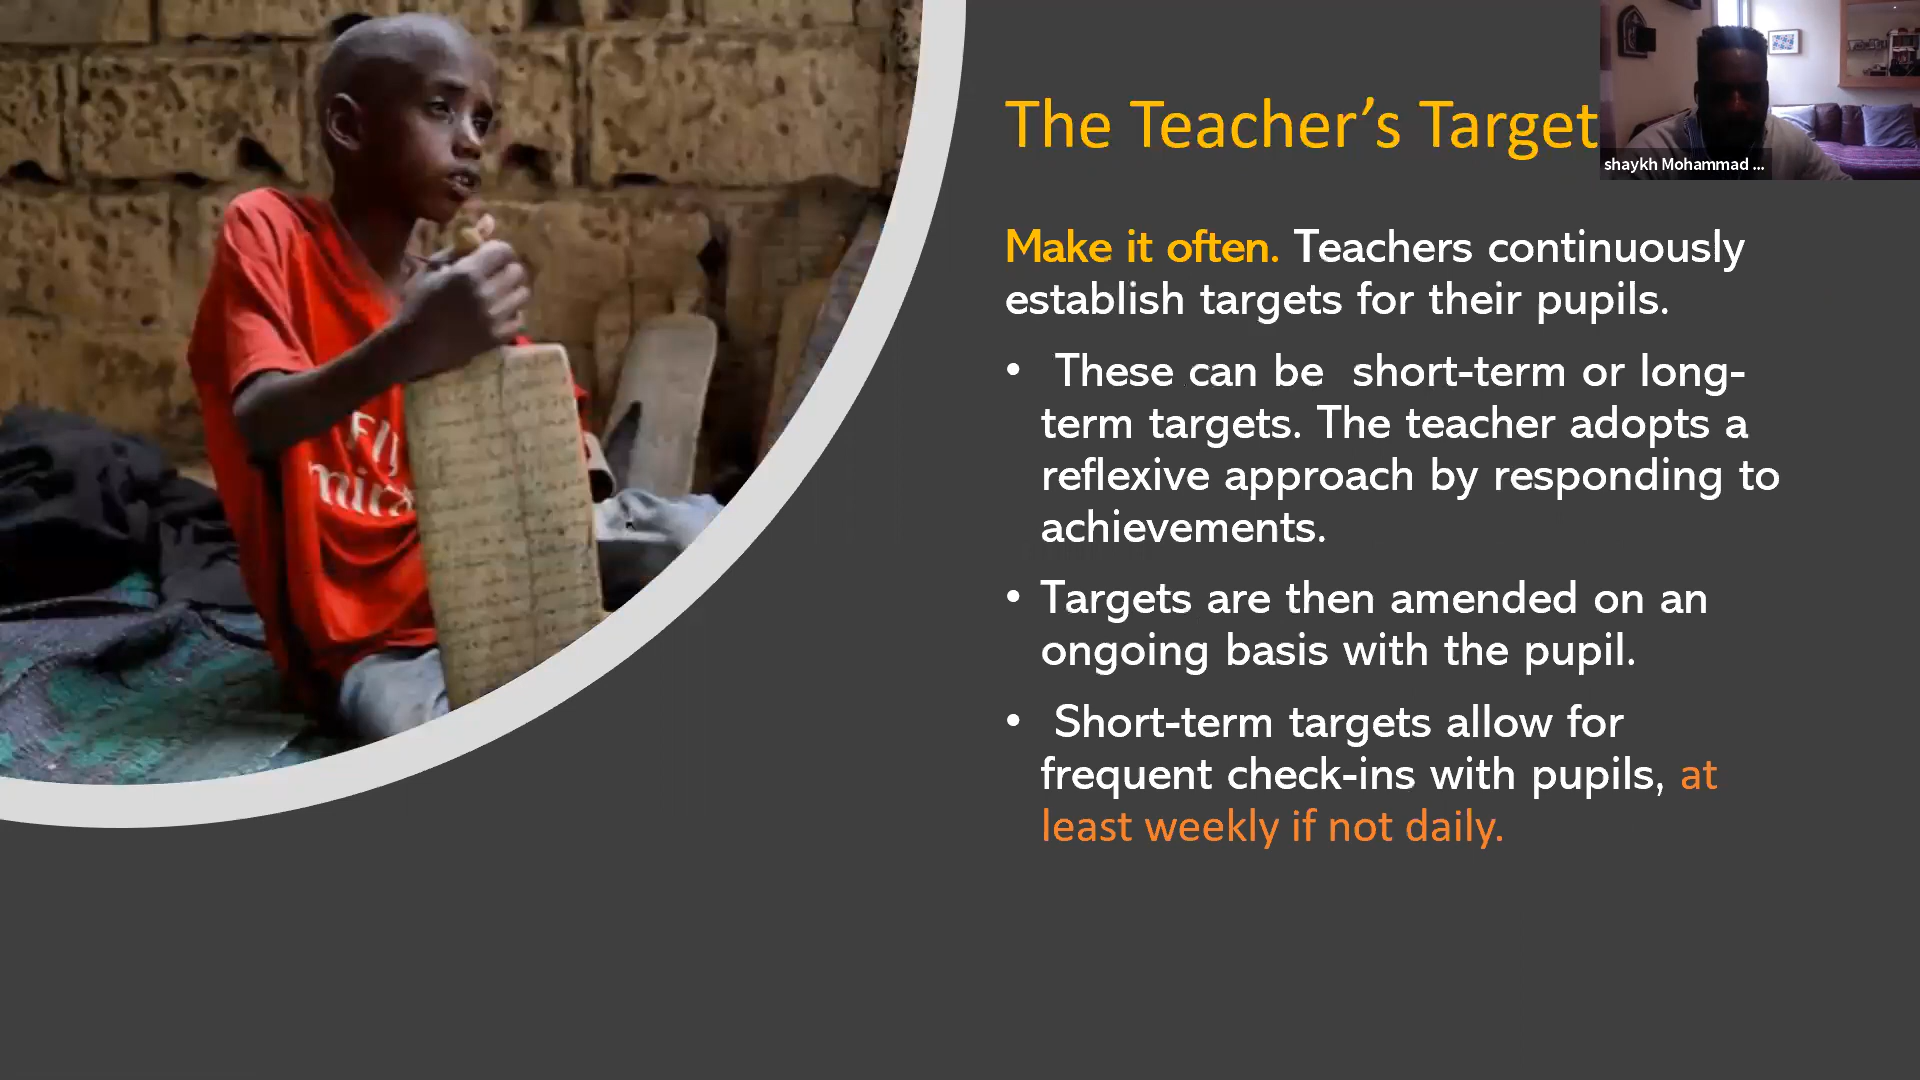 The Teacher's Target
shaykh Mohammad ...
Make it often. Teachers continuously
establish targets for their pupils.
• These can be short-term or long-
term targets. The teacher adopts a
reflexive approach by responding to
achievements.
• Targets are then amended on an
ongoing basis with the pupil.
• Short-term targets allow for
frequent check-ins with pupils, at
least weekly if not daily.
Fly